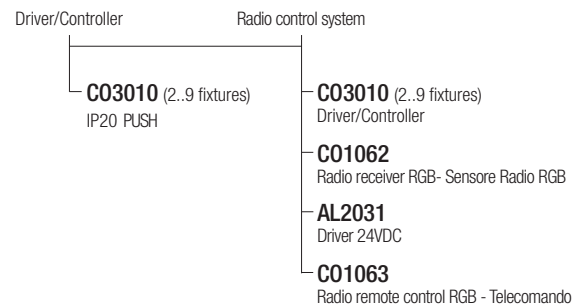 Driver/Controller
Radio control system
CO3010 (2..9 fixtures)
IP20 PUSH
CO3010 (2..9 fixtures)
Driver/Controller
CO1062
Radio receiver RGB- Sensore Radio RGB
AL2031
Driver 24VDC
CO1063
Radio remote control RGB - Telecomando